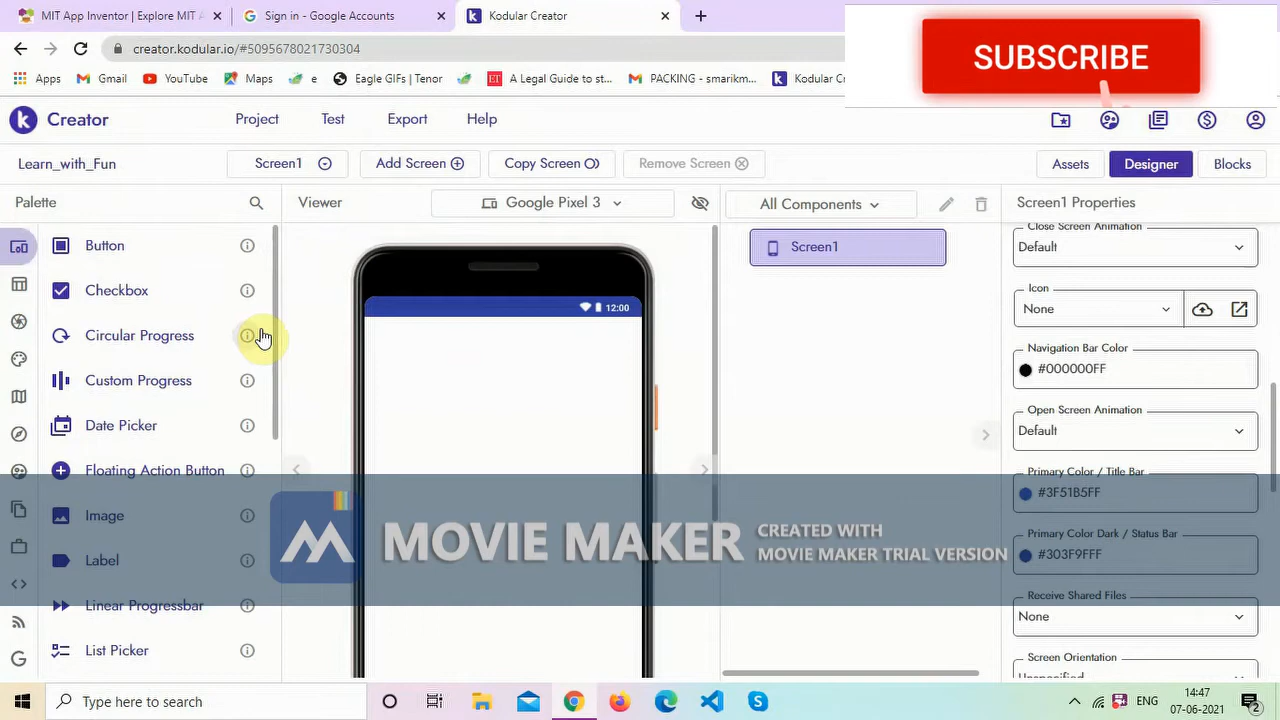 MIT App Inventor
Sign in - Google Accounts
Kodular Creator
creator.kodular.io/#5095678021730304
SUBSCRIBE
Apps
Gmail
YouTube
Maps
e
Eagle GIFs | Tenor
e
A Legal Guide to st...
PACKING - smarikm...
Kodular Cr
Creator
Project
Test
Export
Help
Learn_with_Fun
Screen1
Add Screen
Copy Screen
Remove Screen
Assets
Designer
Blocks
Palette
Viewer
Google Pixel 3
All Components
Screen1 Properties
Button
Checkbox
Circular Progress
Custom Progress
Date Picker
Floating Action Button
Image
Label
Linear Progressbar
List Picker
12:00
Screen1
Close Screen Animation
Default
Icon
None
Navigation Bar Color
#000000FF
Open Screen Animation
Default
Primary Color / Title Bar
#3F51B5FF
Primary Color Dark / Status Bar
#303F9FFF
Receive Shared Files
None
Screen Orientation
Unspecified
MOVIE MAKER
CREATED WITH
MOVIE MAKER TRIAL VERSION
Type here to search
ENG
14:47
07-06-2021
2